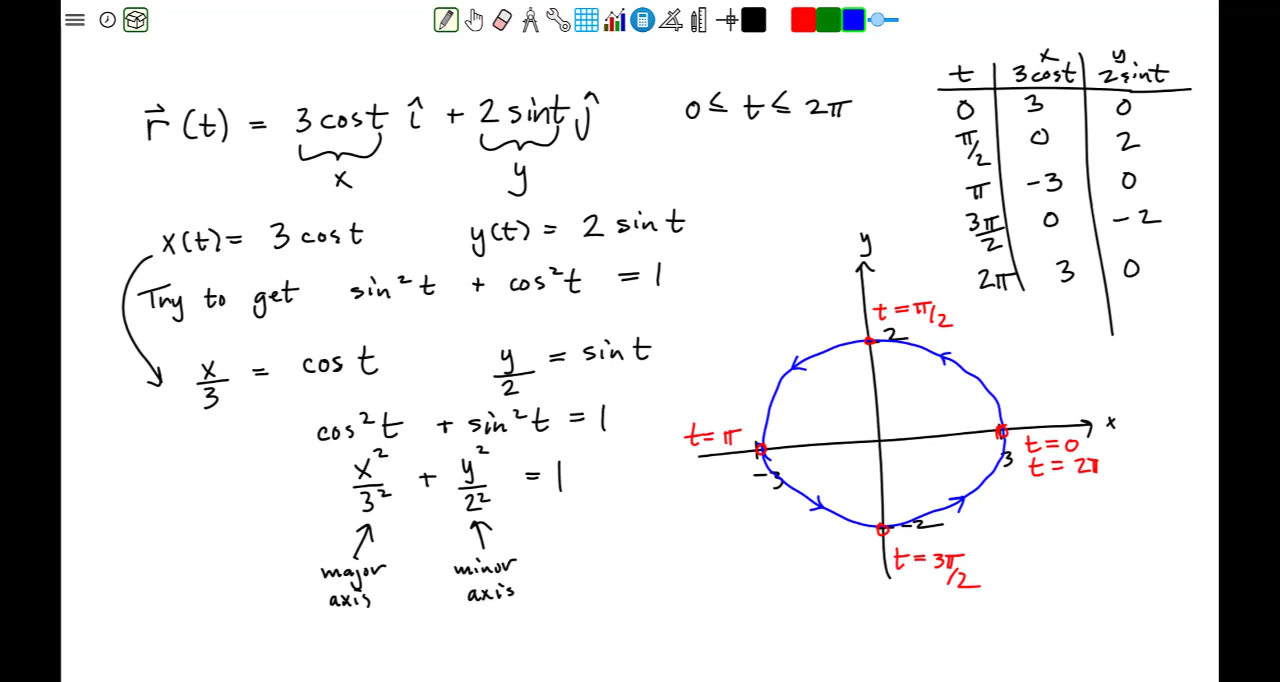 r⃗(t) = 3cost î + 2sint ĵ    0 ≤ t ≤ 2π
x    y
x(t) = 3 cost    y(t) = 2 sint
Try to get  sin²t + cos²t = 1
x/3 = cos t    y/2 = sin t
cos²t + sin²t = 1
x²/3² + y²/2² = 1
major axis    minor axis
x    y
t    3cost    2sint
0    3    0
π/2    0    2
π    -3    0
3π/2    0    -2
2π    3    0
y
t = π/2
2
t = π
x
-3
3
t = 0
t = 2π
-2
t = 3π/2